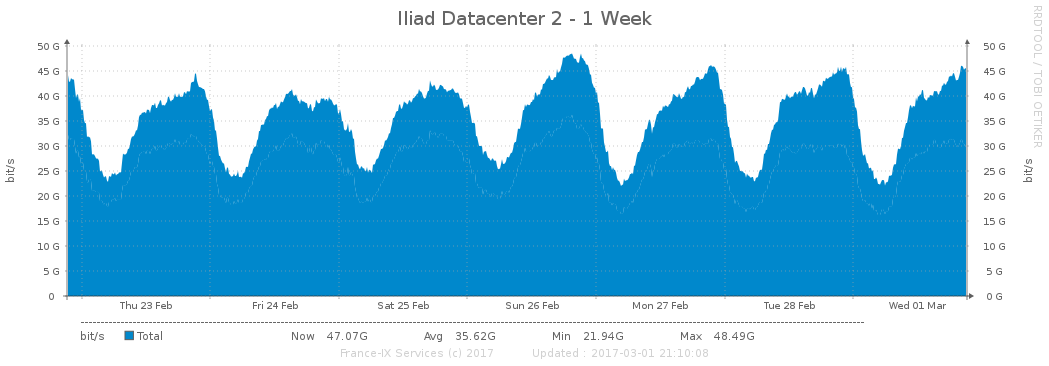 Iliad Datacenter 2 - 1 Week
RRDTOOL / TOBI OETIKER
50 G 50 G
45 G 45 G
40 G 40 G
35 G 35 G
30 G 30 G
25 G 25 G
20 G 20 G
15 G 15 G
10 G 10 G
5 G 5 G
0 0 G
bit/s bit/s
Thu 23 Feb Fri 24 Feb Sat 25 Feb Sun 26 Feb Mon 27 Feb Tue 28 Feb Wed 01 Mar
bit/s Total Now 47.07G Avg 35.62G Min 21.94G Max 48.49G
France-IX Services (c) 2017 Updated : 2017-03-01 21:10:08